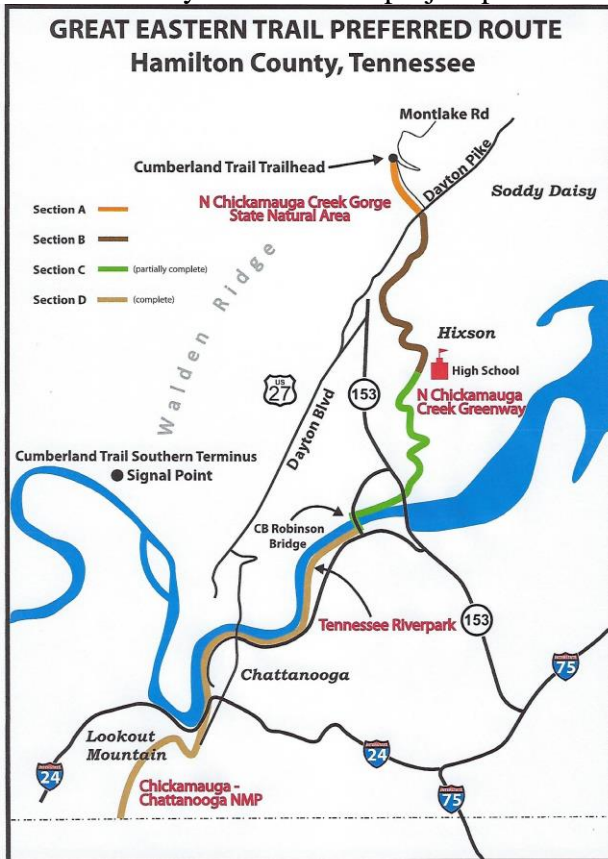 GREAT EASTERN TRAIL PREFERRED ROUTE
Hamilton County, Tennessee
Montlake Rd
Cumberland Trail Trailhead
Dayton Pike
Soddy Daisy
N Chickamauga Creek Gorge
State Natural Area
Section A
Section B
Section C (partially complete)
Section D (complete)
Walden Ridge
Hixson
High School
US
27
153
N Chickamauga
Creek Greenway
Dayton Blvd
Cumberland Trail Southern Terminus
Signal Point
CB Robinson
Bridge
Tennessee Riverpark
153
Chattanooga
75
Lookout
Mountain
24
24
Chickamauga -
Chattanooga NMP
75